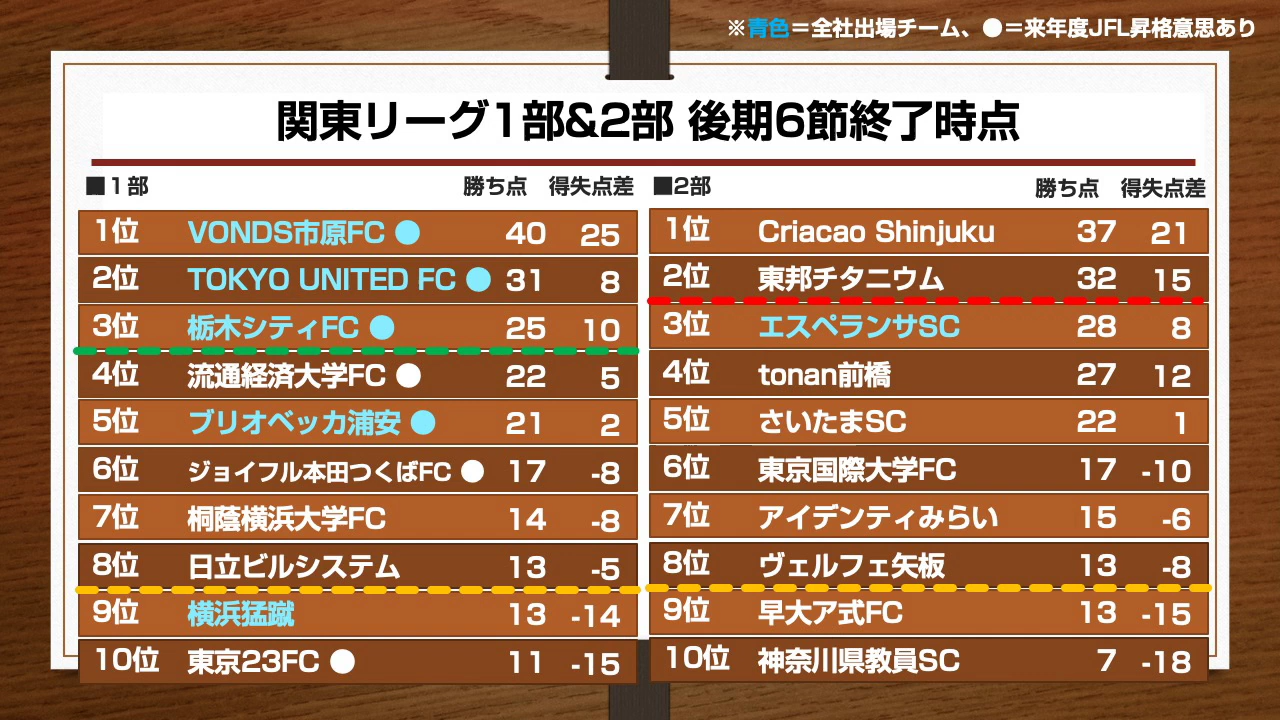 ※青色＝全社出場チーム、●＝来年度JFL昇格意思あり
関東リーグ1部&2部 後期6節終了時点
■1部 勝ち点 得失点差
1位 VONDS市原FC ● 40 25
2位 TOKYO UNITED FC ● 31 8
3位 栃木シティFC ● 25 10
4位 流通経済大学FC ● 22 5
5位 ブリオベッカ浦安 ● 21 2
6位 ジョイフル本田つくばFC ● 17 -8
7位 桐蔭横浜大学FC 14 -8
8位 日立ビルシステム 13 -5
9位 横浜猛蹴 13 -14
10位 東京23FC ● 11 -15
■2部 勝ち点 得失点差
1位 Criacao Shinjuku 37 21
2位 東邦チタニウム 32 15
3位 エスペランサSC 28 8
4位 tonan前橋 27 12
5位 さいたまSC 22 1
6位 東京国際大学FC 17 -10
7位 アイデンティみらい 15 -6
8位 ヴェルフェ矢板 13 -8
9位 早大ア式FC 13 -15
10位 神奈川県教員SC 7 -18